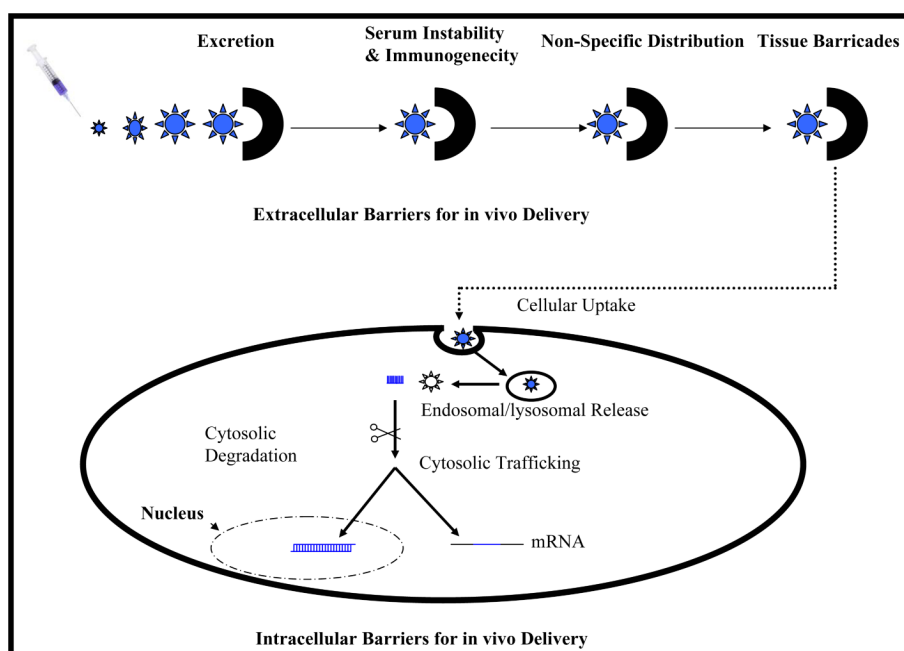 Excretion
Serum Instability
& Immunogenecity
Non-Specific Distribution
Tissue Barricades
Extracellular Barriers for in vivo Delivery
Cellular Uptake
Endosomal/lysosomal Release
Cytosolic
Degradation
Cytosolic Trafficking
Nucleus
mRNA
Intracellular Barriers for in vivo Delivery